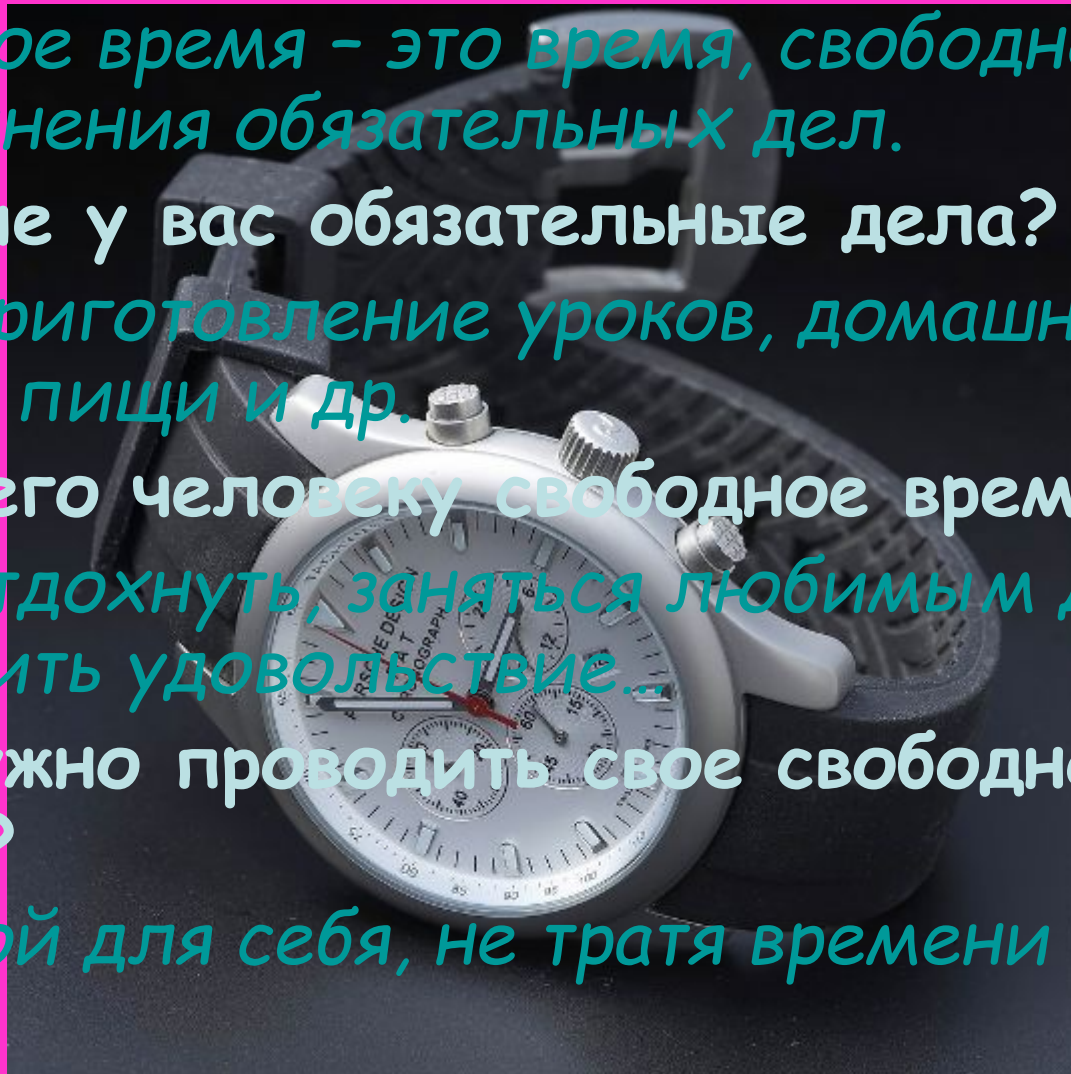 ое время – это время, свободн
нения обязательных дел.
е у вас обязательные дела?
риготовление уроков, домашн
пищи и др.
его человеку свободное врем
тдохнуть, заняться любимым
ить удовольствие…
жно проводить свое свободн
?
ой для себя, не тратя времени